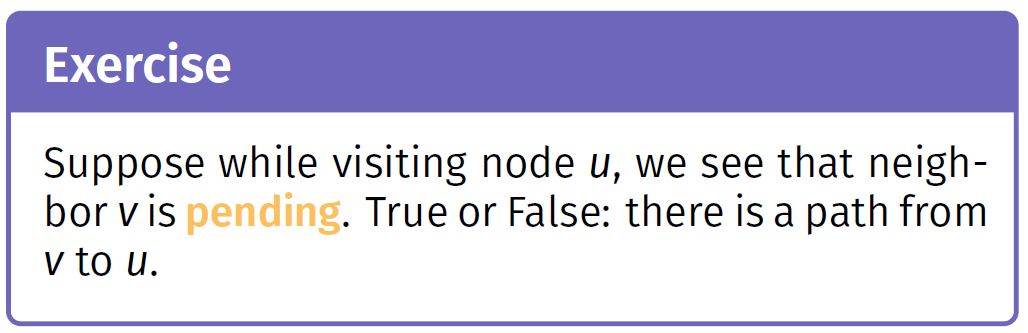 Exercise
Suppose while visiting node u, we see that neigh-
bor v is pending. True or False: there is a path from
v to u.